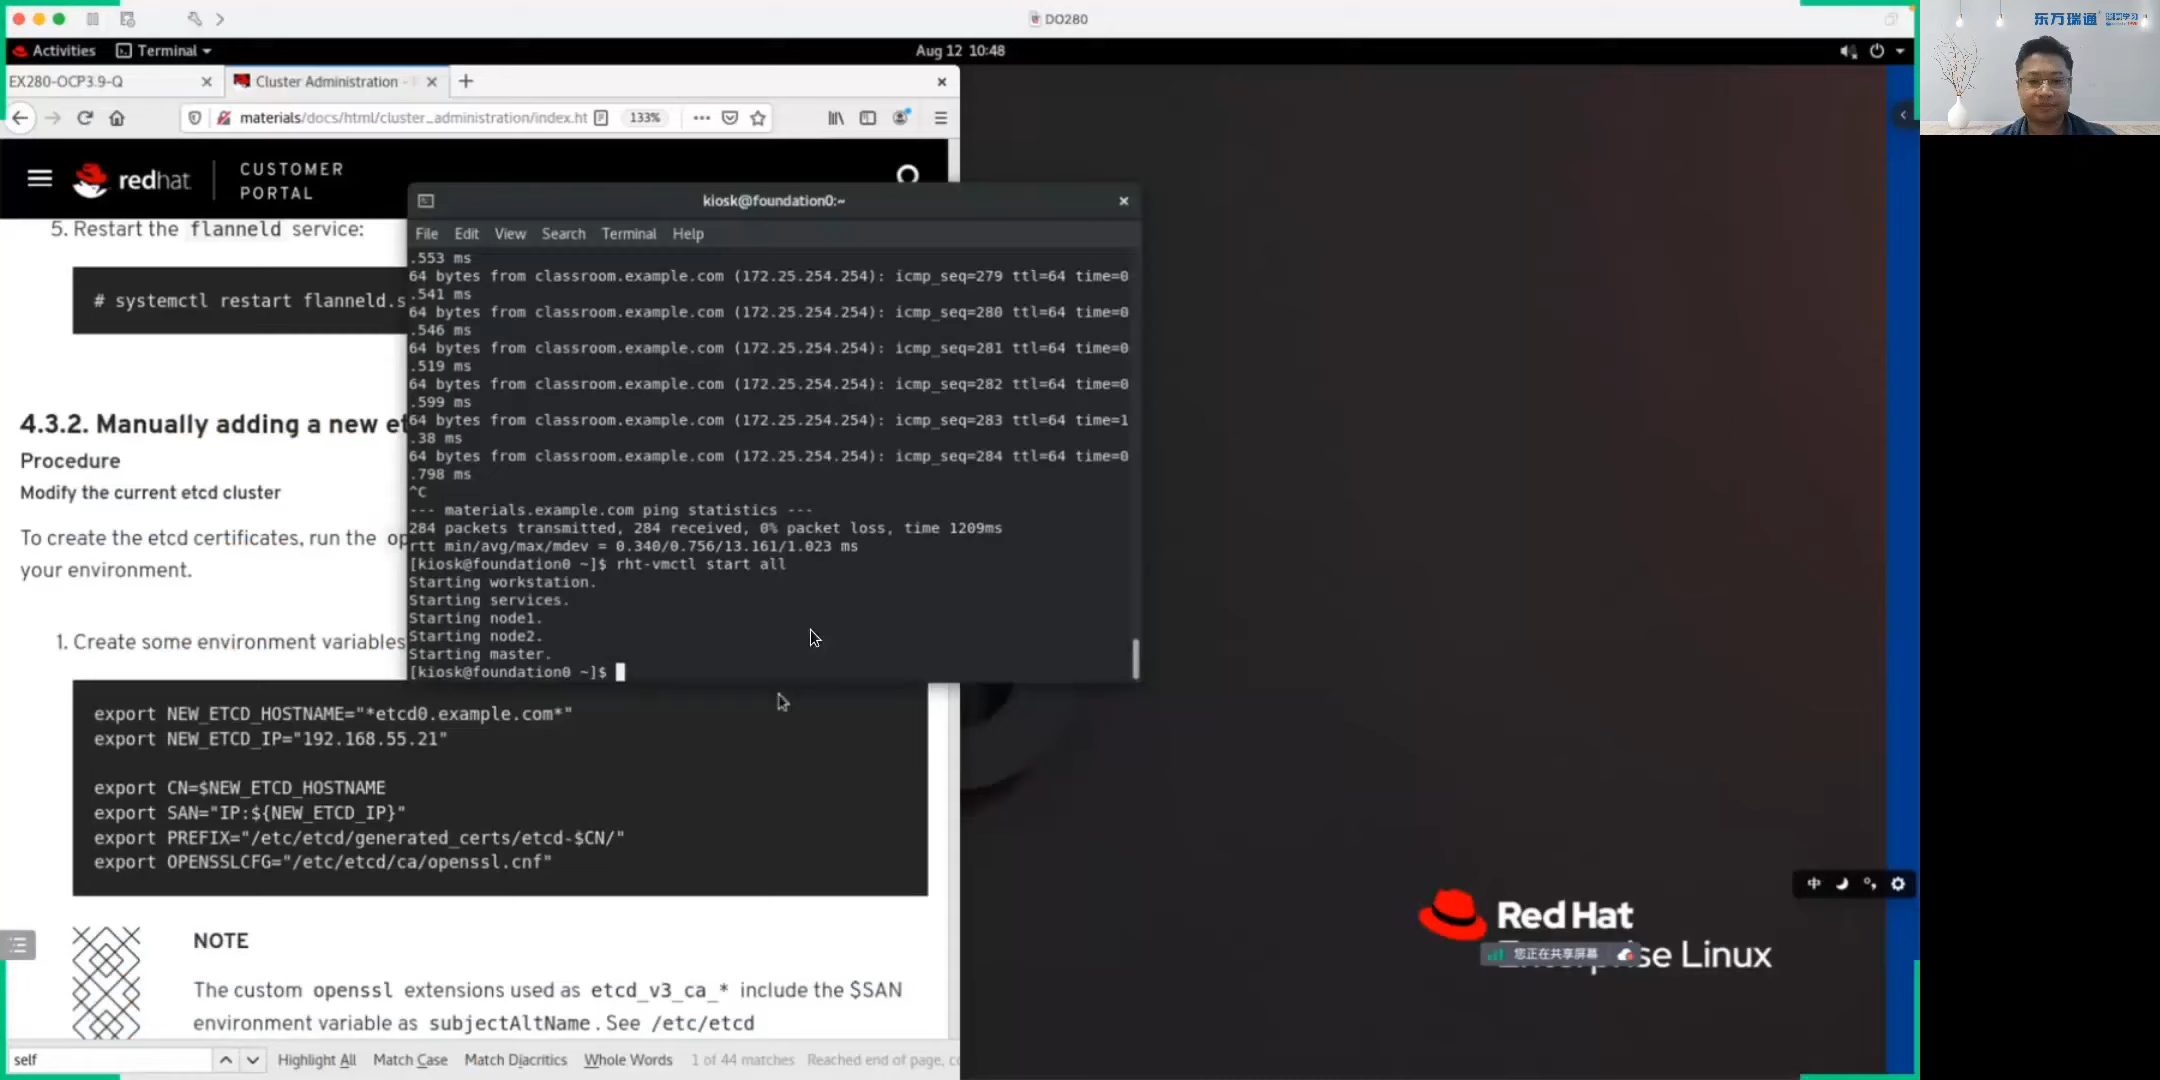 DO280
Activities
Terminal
Aug 12 10:48
EX280-OCP3.9-Q
Cluster Administration -
materials/docs/html/cluster_administration/index.ht
133%
redhat
CUSTOMER
PORTAL
5. Restart the flanneld service:
# systemctl restart flanneld.s
4.3.2. Manually adding a new et
Procedure
Modify the current etcd cluster
To create the etcd certificates, run the op
your environment.
1. Create some environment variables
export NEW_ETCD_HOSTNAME="*etcd0.example.com*"
export NEW_ETCD_IP="192.168.55.21"
export CN=$NEW_ETCD_HOSTNAME
export SAN="IP:${NEW_ETCD_IP}"
export PREFIX="/etc/etcd/generated_certs/etcd-$CN/"
export OPENSSLCFG="/etc/etcd/ca/openssl.cnf"
NOTE
The custom openssl extensions used as etcd_v3_ca_* include the $SAN
environment variable as subjectAltName. See /etc/etcd
self
Highlight All
Match Case
Match Diacritics
Whole Words
1 of 44 matches
Reached end of page, c
kiosk@foundation0:~
File Edit View Search Terminal Help
.553 ms
64 bytes from classroom.example.com (172.25.254.254): icmp_seq=279 ttl=64 time=0
.541 ms
64 bytes from classroom.example.com (172.25.254.254): icmp_seq=280 ttl=64 time=0
.546 ms
64 bytes from classroom.example.com (172.25.254.254): icmp_seq=281 ttl=64 time=0
.519 ms
64 bytes from classroom.example.com (172.25.254.254): icmp_seq=282 ttl=64 time=0
.599 ms
64 bytes from classroom.example.com (172.25.254.254): icmp_seq=283 ttl=64 time=1
.38 ms
64 bytes from classroom.example.com (172.25.254.254): icmp_seq=284 ttl=64 time=0
.798 ms
^C
--- materials.example.com ping statistics ---
284 packets transmitted, 284 received, 0% packet loss, time 1209ms
rtt min/avg/max/mdev = 0.340/0.756/13.161/1.023 ms
[kiosk@foundation0 ~]$ rht-vmctl start all
Starting workstation.
Starting services.
Starting node1.
Starting node2.
Starting master.
[kiosk@foundation0 ~]$
中
Red Hat
Enterprise Linux
您正在共享屏幕
东方瑞通